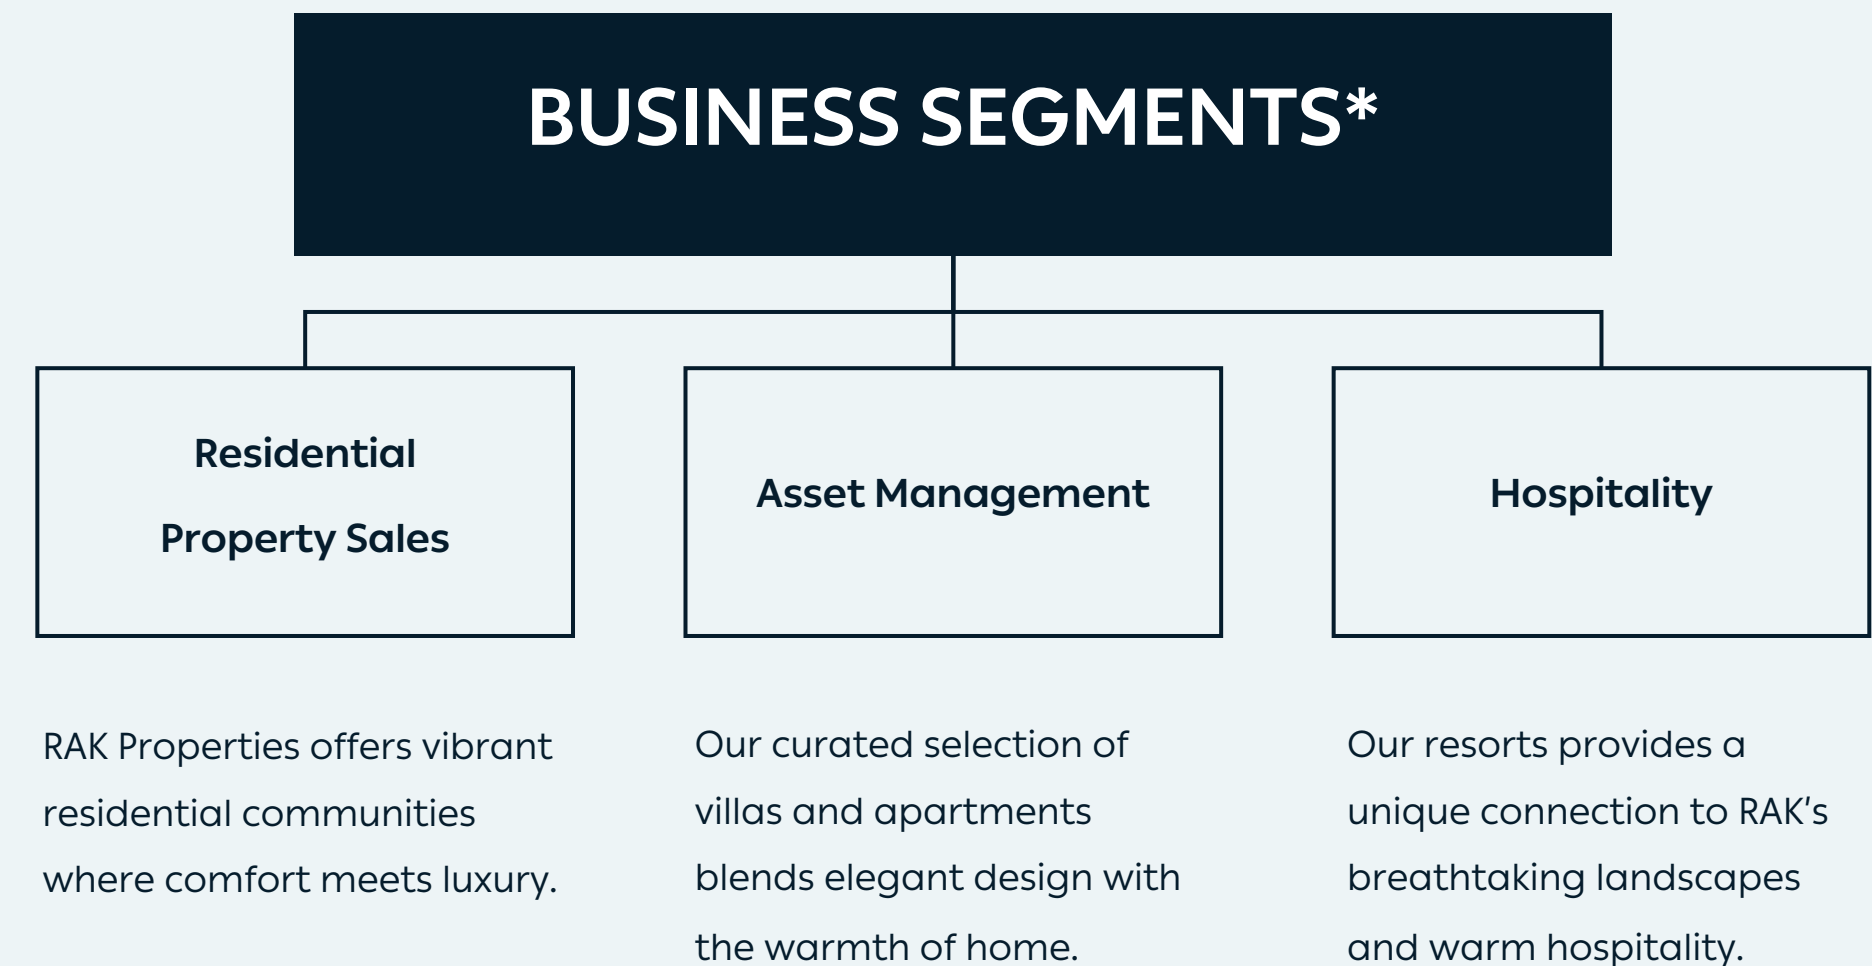 BUSINESS SEGMENTS*
Residential
Property Sales
Asset Management
Hospitality
RAK Properties offers vibrant
residential communities
where comfort meets luxury.
Our curated selection of
villas and apartments
blends elegant design with
the warmth of home.
Our resorts provides a
unique connection to RAK's
breathtaking landscapes
and warm hospitality.